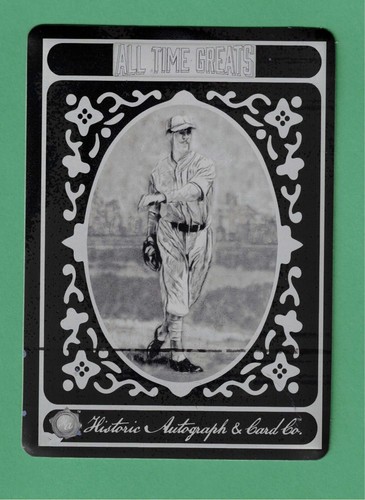 ALL TIME GREATS
Historic Autograph & Card Co.